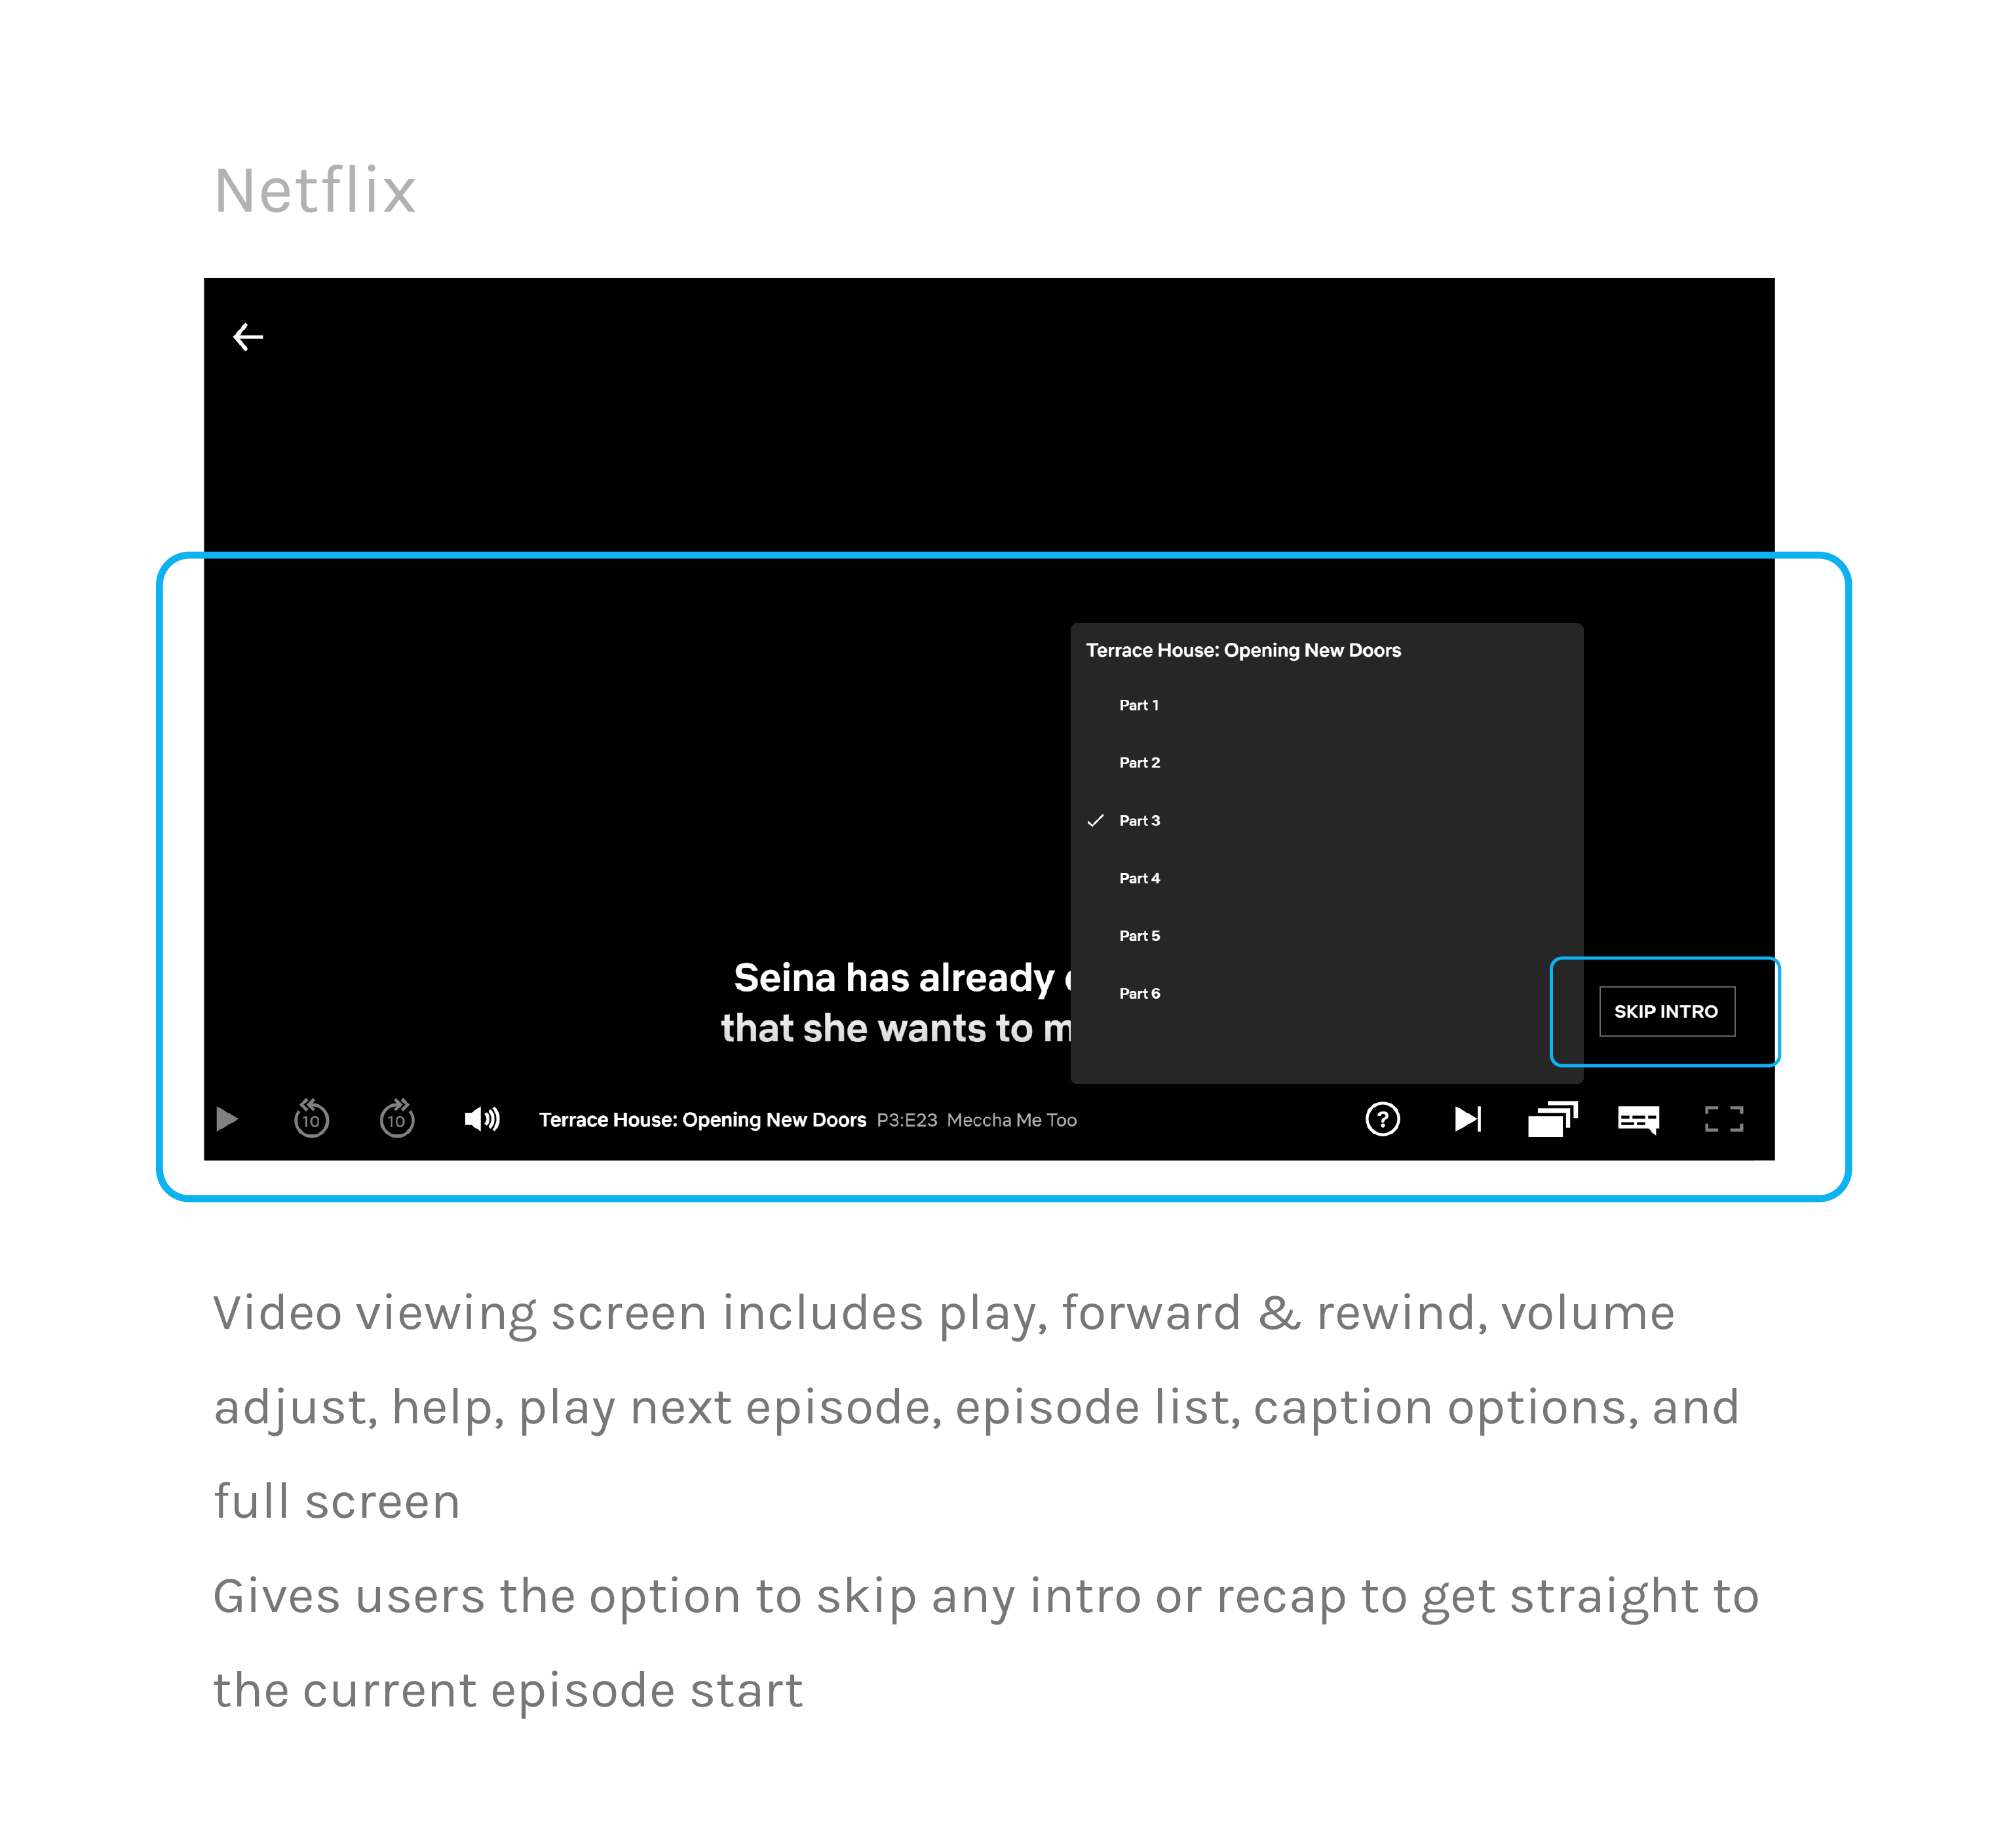 Netflix
Terrace House: Opening New Doors
Part 1
Part 2
Part 3
Part 4
Part 5
Part 6
Seina has already
that she wants to
SKIP INTRO
10
10
Terrace House: Opening New Doors P3:E23 Meccha Me Too
?
Video viewing screen includes play, forward & rewind, volume
adjust, help, play next episode, episode list, caption options, and
full screen
Gives users the option to skip any intro or recap to get straight to
the current episode start